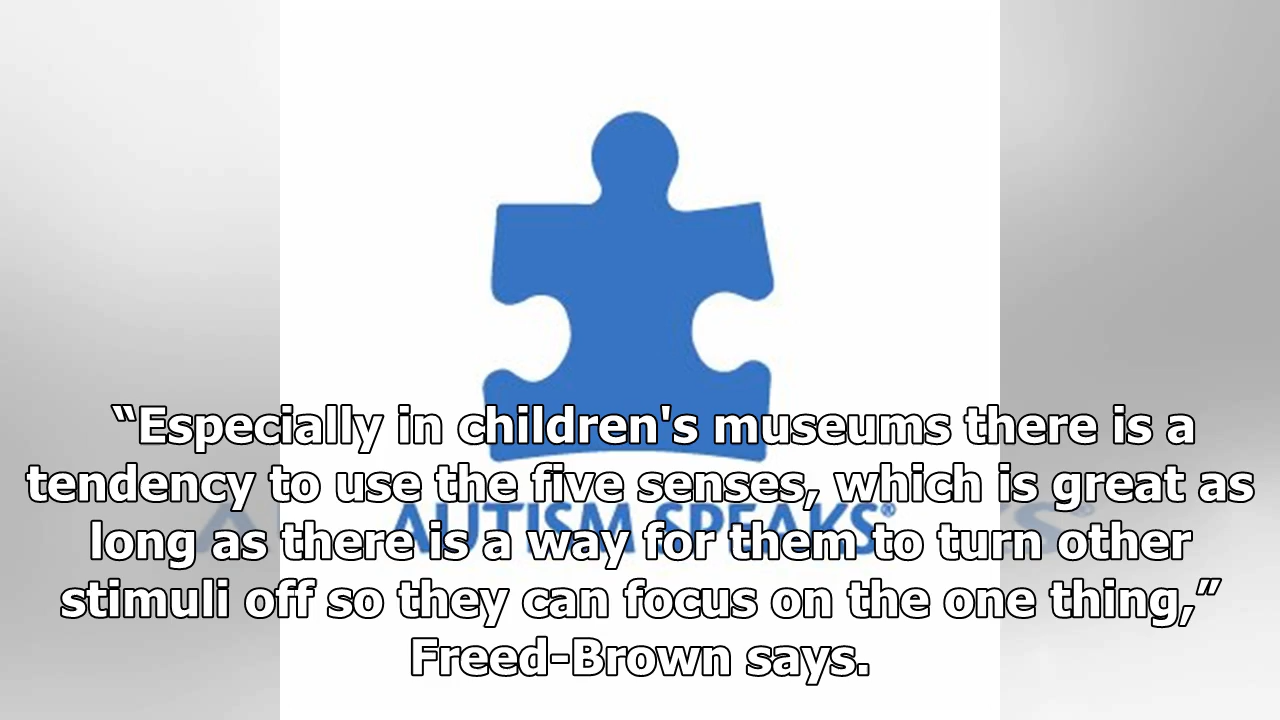 “Especially in children's museums there is a
tendency to use the five senses, which is great as
long as there is a way for them to turn other
stimuli off so they can focus on the one thing,”
Freed-Brown says.
AUTISM SPEAKS®